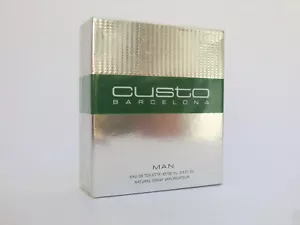 CUSTO
BARCELONA
MAN
EAU DE TOILETTE
NATURAL SPRAY VAPORISATEUR